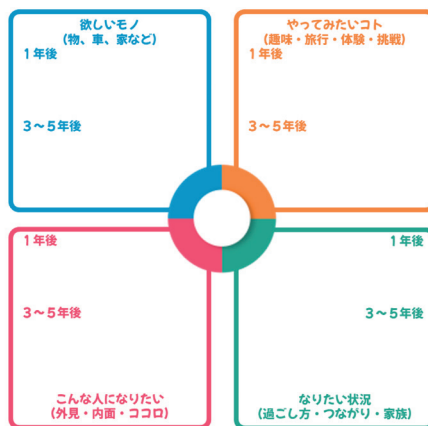 欲しいモノ
(物、車、家など)
1年後
3〜5年後
やってみたいコト
(趣味・旅行・体験・挑戦)
1年後
3〜5年後
1年後
3〜5年後
こんな人になりたい
(外見・内面・ココロ)
1年後
3〜5年後
なりたい状況
(過ごし方・つながり・家族)